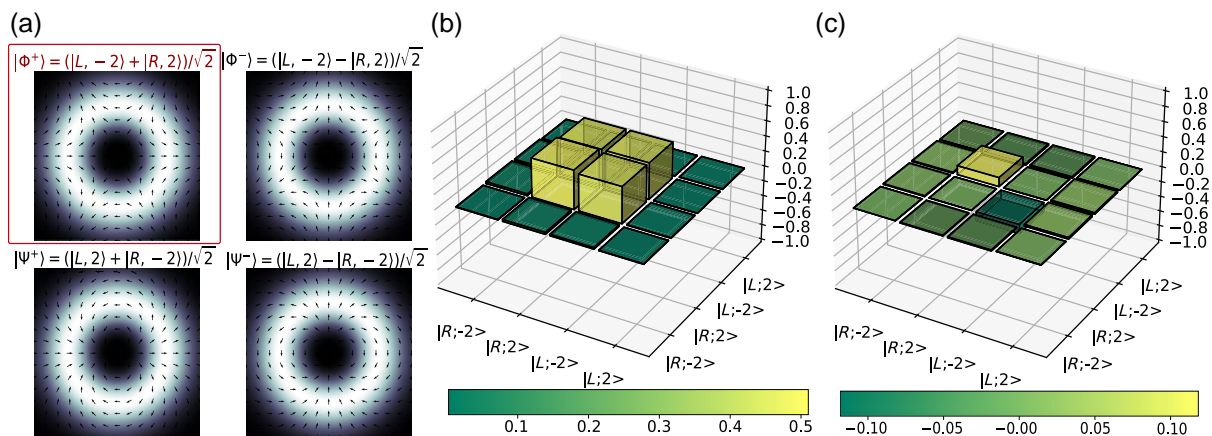 (a)
|Φ⁺⟩ = (|L, −2⟩ + |R, 2⟩)/√2
|Φ⁻⟩ = (|L, −2⟩ − |R, 2⟩)/√2
|Ψ⁺⟩ = (|L, 2⟩ + |R, −2⟩)/√2
|Ψ⁻⟩ = (|L, 2⟩ − |R, −2⟩)/√2
(b)
1.0
0.8
0.6
0.4
0.2
0.0
−0.2
−0.4
−0.6
−0.8
−1.0
|L;2>
|L;-2>
|R;2>
|R;-2>
|R;-2>
|R;2>
|L;-2>
|L;2>
0.1
0.2
0.3
0.4
0.5
(c)
1.0
0.8
0.6
0.4
0.2
0.0
−0.2
−0.4
−0.6
−0.8
−1.0
|L;2>
|L;-2>
|R;2>
|R;-2>
|R;-2>
|R;2>
|L;-2>
|L;2>
−0.10
−0.05
−0.00
0.05
0.10